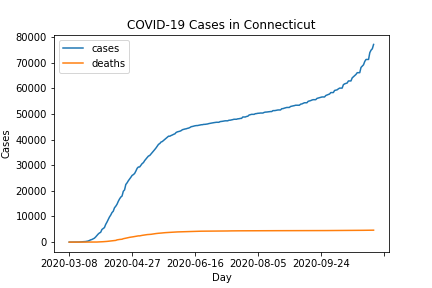 COVID-19 Cases in Connecticut
80000
70000
60000
50000
40000
30000
20000
10000
0
cases
deaths
Cases
2020-03-08 2020-04-27 2020-06-16 2020-08-05 2020-09-24
Day